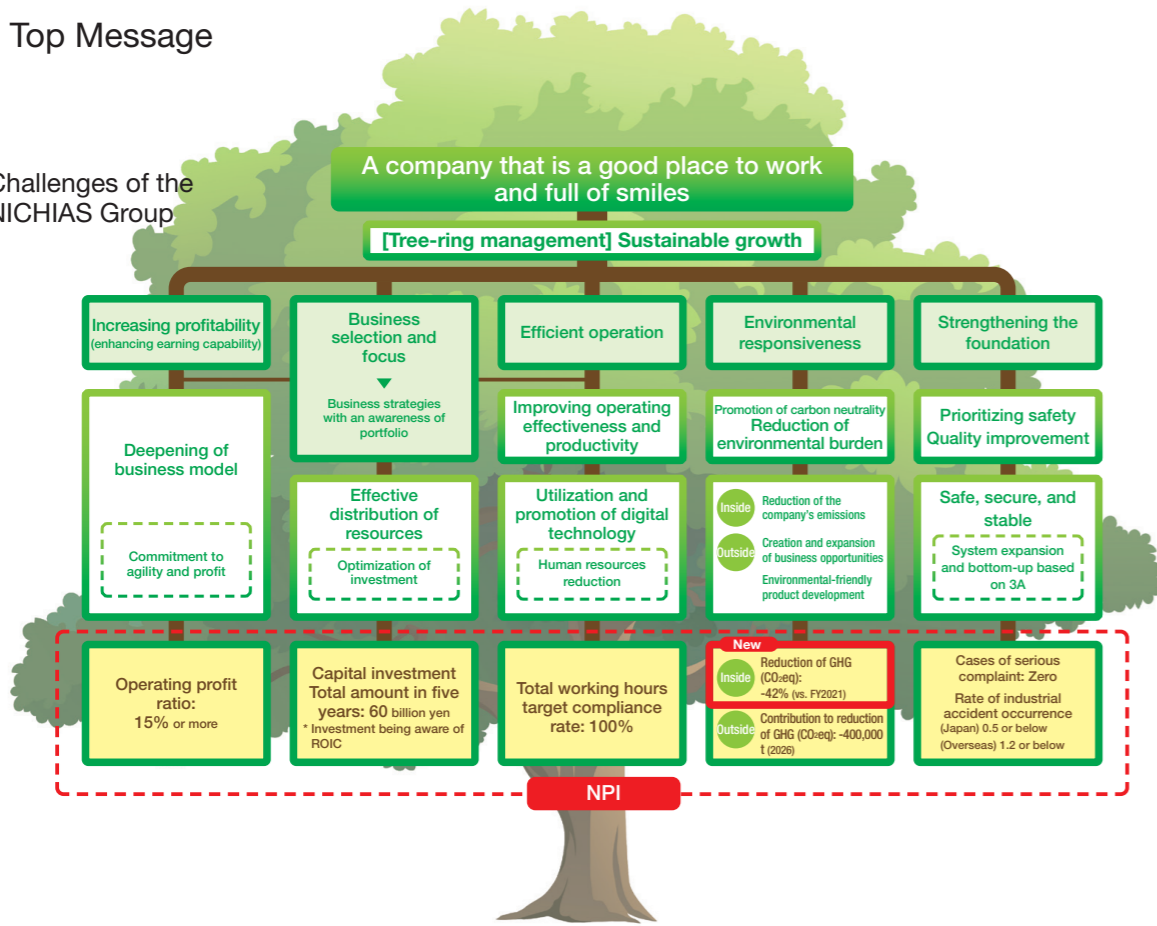 Top Message
Challenges of the
NICHIAS Group
A company that is a good place to work
and full of smiles
[Tree-ring management] Sustainable growth
Increasing profitability
(enhancing earning capability)
Deepening of
business model
Commitment to
agility and profit
Operating profit
ratio:
15% or more
Business
selection and
focus
▼
Business strategies
with an awareness of
portfolio
Effective
distribution of
resources
Optimization of
investment
Capital investment
Total amount in five
years: 60 billion yen
* Investment being aware of
ROIC
Efficient operation
Improving operating
effectiveness and
productivity
Utilization and
promotion of digital
technology
Human resources
reduction
Total working hours
target compliance
rate: 100%
Environmental
responsiveness
Promotion of carbon neutrality
Reduction of
environmental burden
Inside
Reduction of the
company's emissions
Outside
Creation and expansion
of business opportunities
Environmental-friendly
product development
New
Inside
Reduction of GHG
(CO₂eq):
-42% (vs. FY2021)
Outside
Contribution to reduction
of GHG (CO₂eq): -400,000
t (2026)
Strengthening the
foundation
Prioritizing safety
Quality improvement
Safe, secure, and
stable
System expansion
and bottom-up based
on 3A
Cases of serious
complaint: Zero
Rate of industrial
accident occurrence
(Japan) 0.5 or below
(Overseas) 1.2 or below
NPI